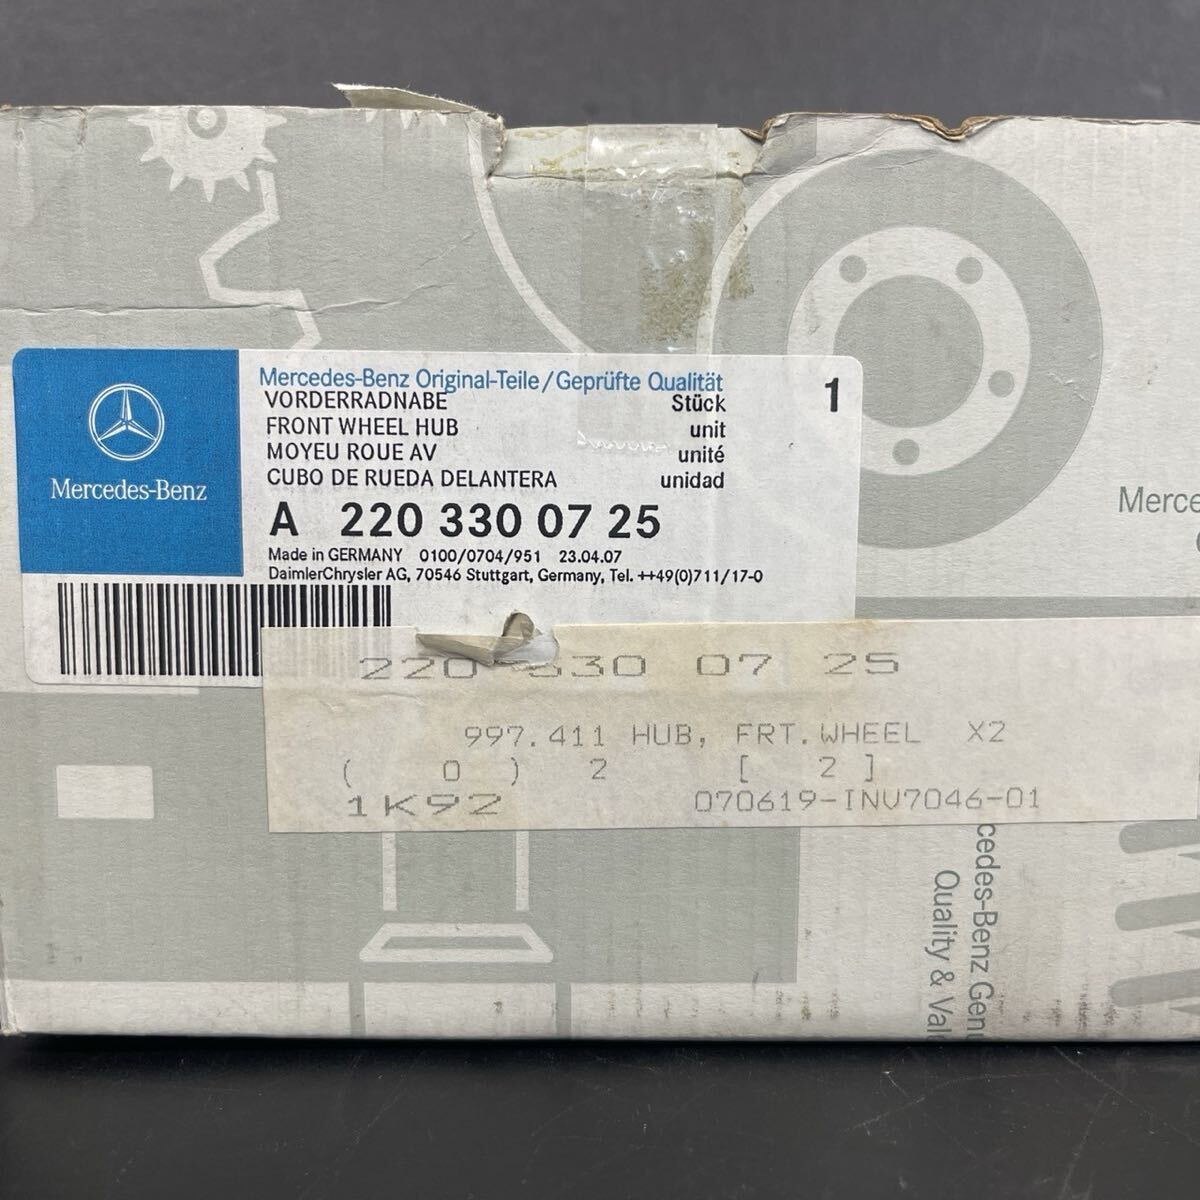 Mercedes-Benz
Mercedes-Benz Original-Teile/Geprüfte Qualität
VORDERRADNABE Stück 1
FRONT WHEEL HUB unit
MOYEU ROUE AV unité
CUBO DE RUEDA DELANTERA unidad
A 220 330 07 25
Made in GERMANY 0100/0704/951 23.04.07
DaimlerChrysler AG, 70546 Stuttgart, Germany, Tel. ++49(0)711/17-0
220 330 07 25
997.411 HUB, FRT.WHEEL X2
( 0 ) 2 [ 2 ]
1K92 070619-INV7046-01
Merce
cedes-Benz Genu
Quality & Val